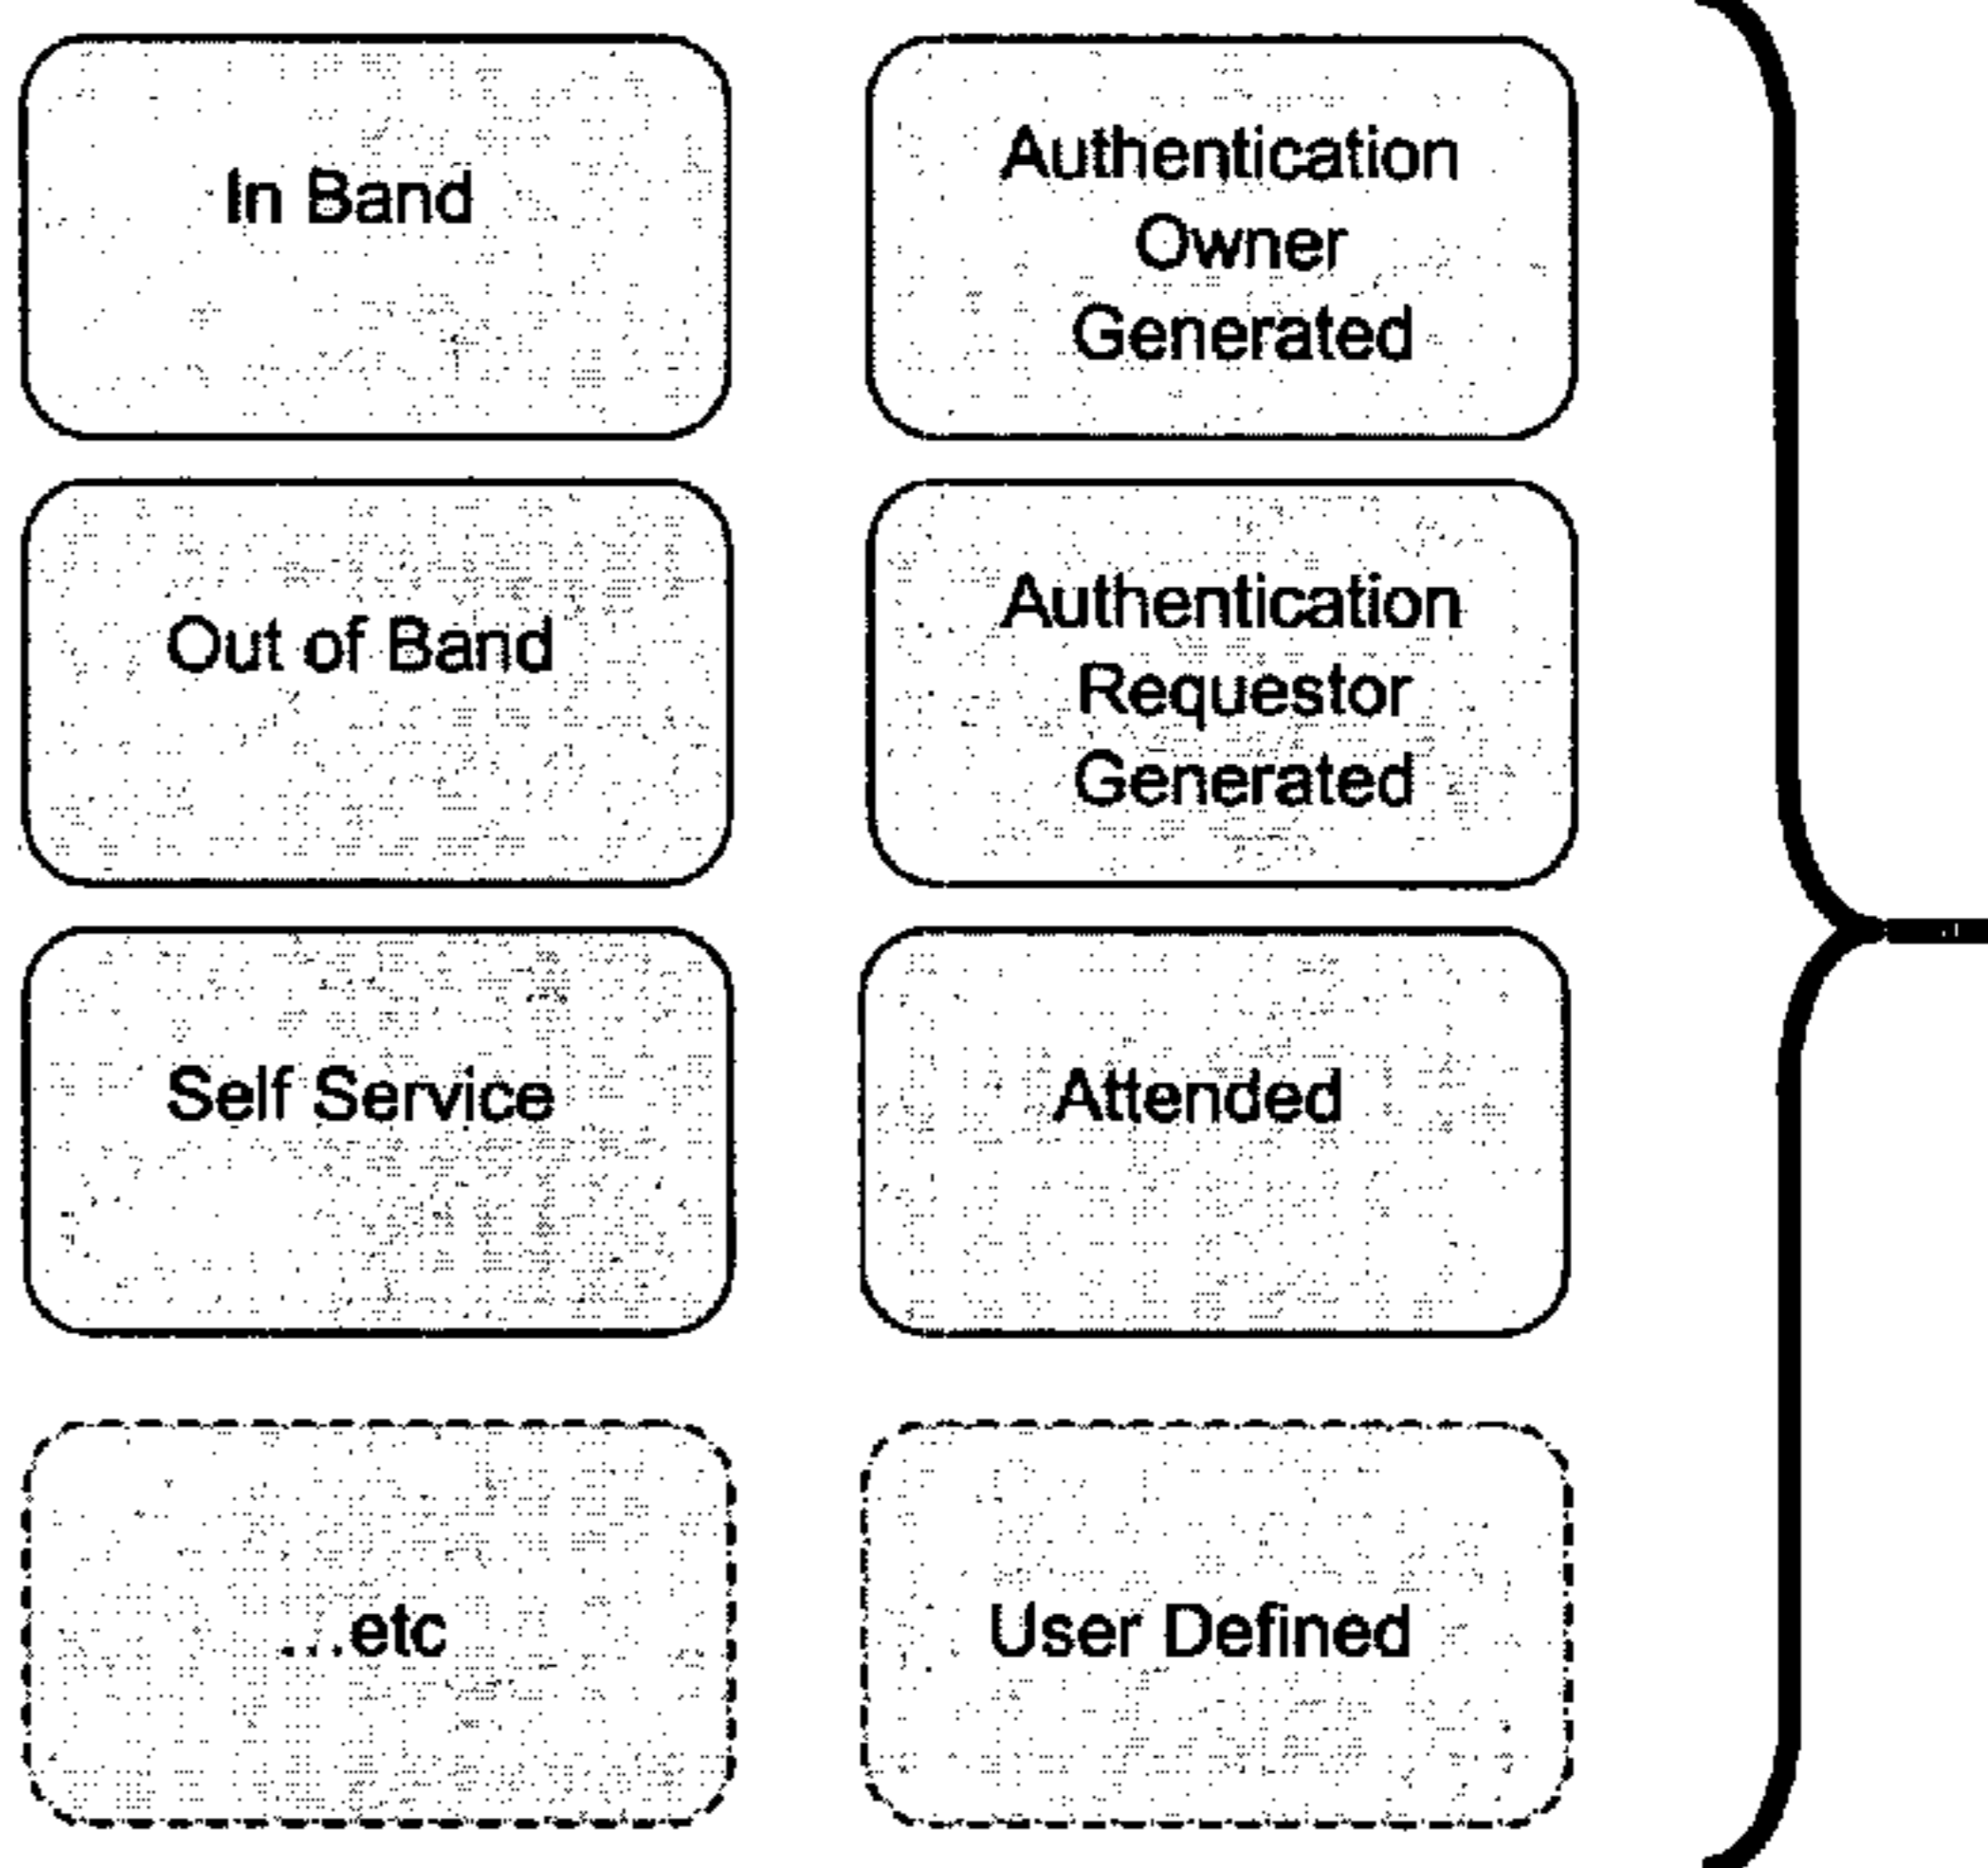 In Band
Authentication
Owner
Generated
Out of Band
Authentication
Requestor
Generated
Self Service
Attended
...etc
User Defined